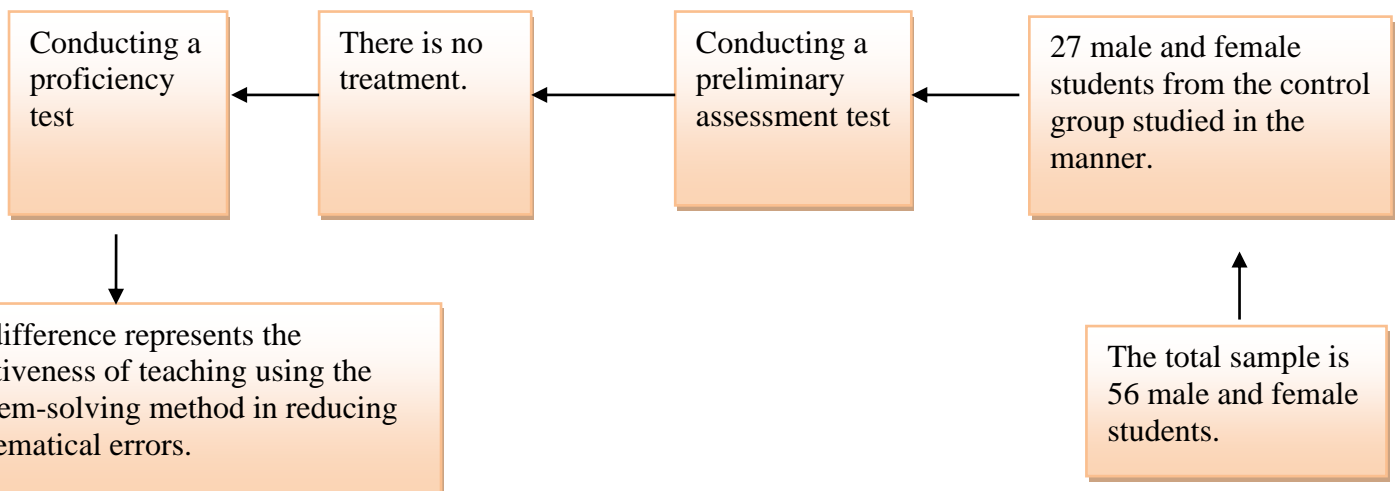 Conducting a
proficiency
test
There is no
treatment.
Conducting a
preliminary
assessment test
27 male and female
students from the control
group studied in the
manner.
difference represents the
tiveness of teaching using the
em-solving method in reducing
ematical errors.
The total sample is
56 male and female
students.